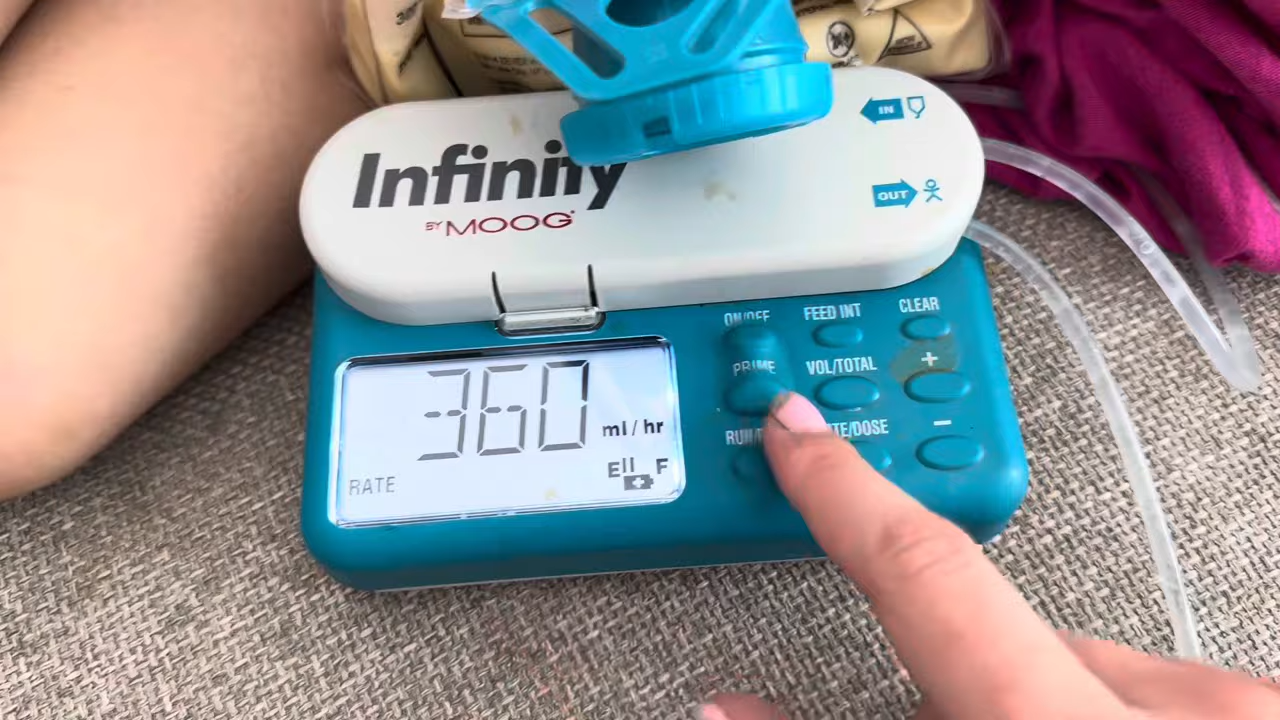 IN
Infinity
OUT
BY MOOG
ON/OFF
FEED INT
CLEAR
PRIME
VOL/TOTAL
+
360
ml / hr
–
RATE
E F